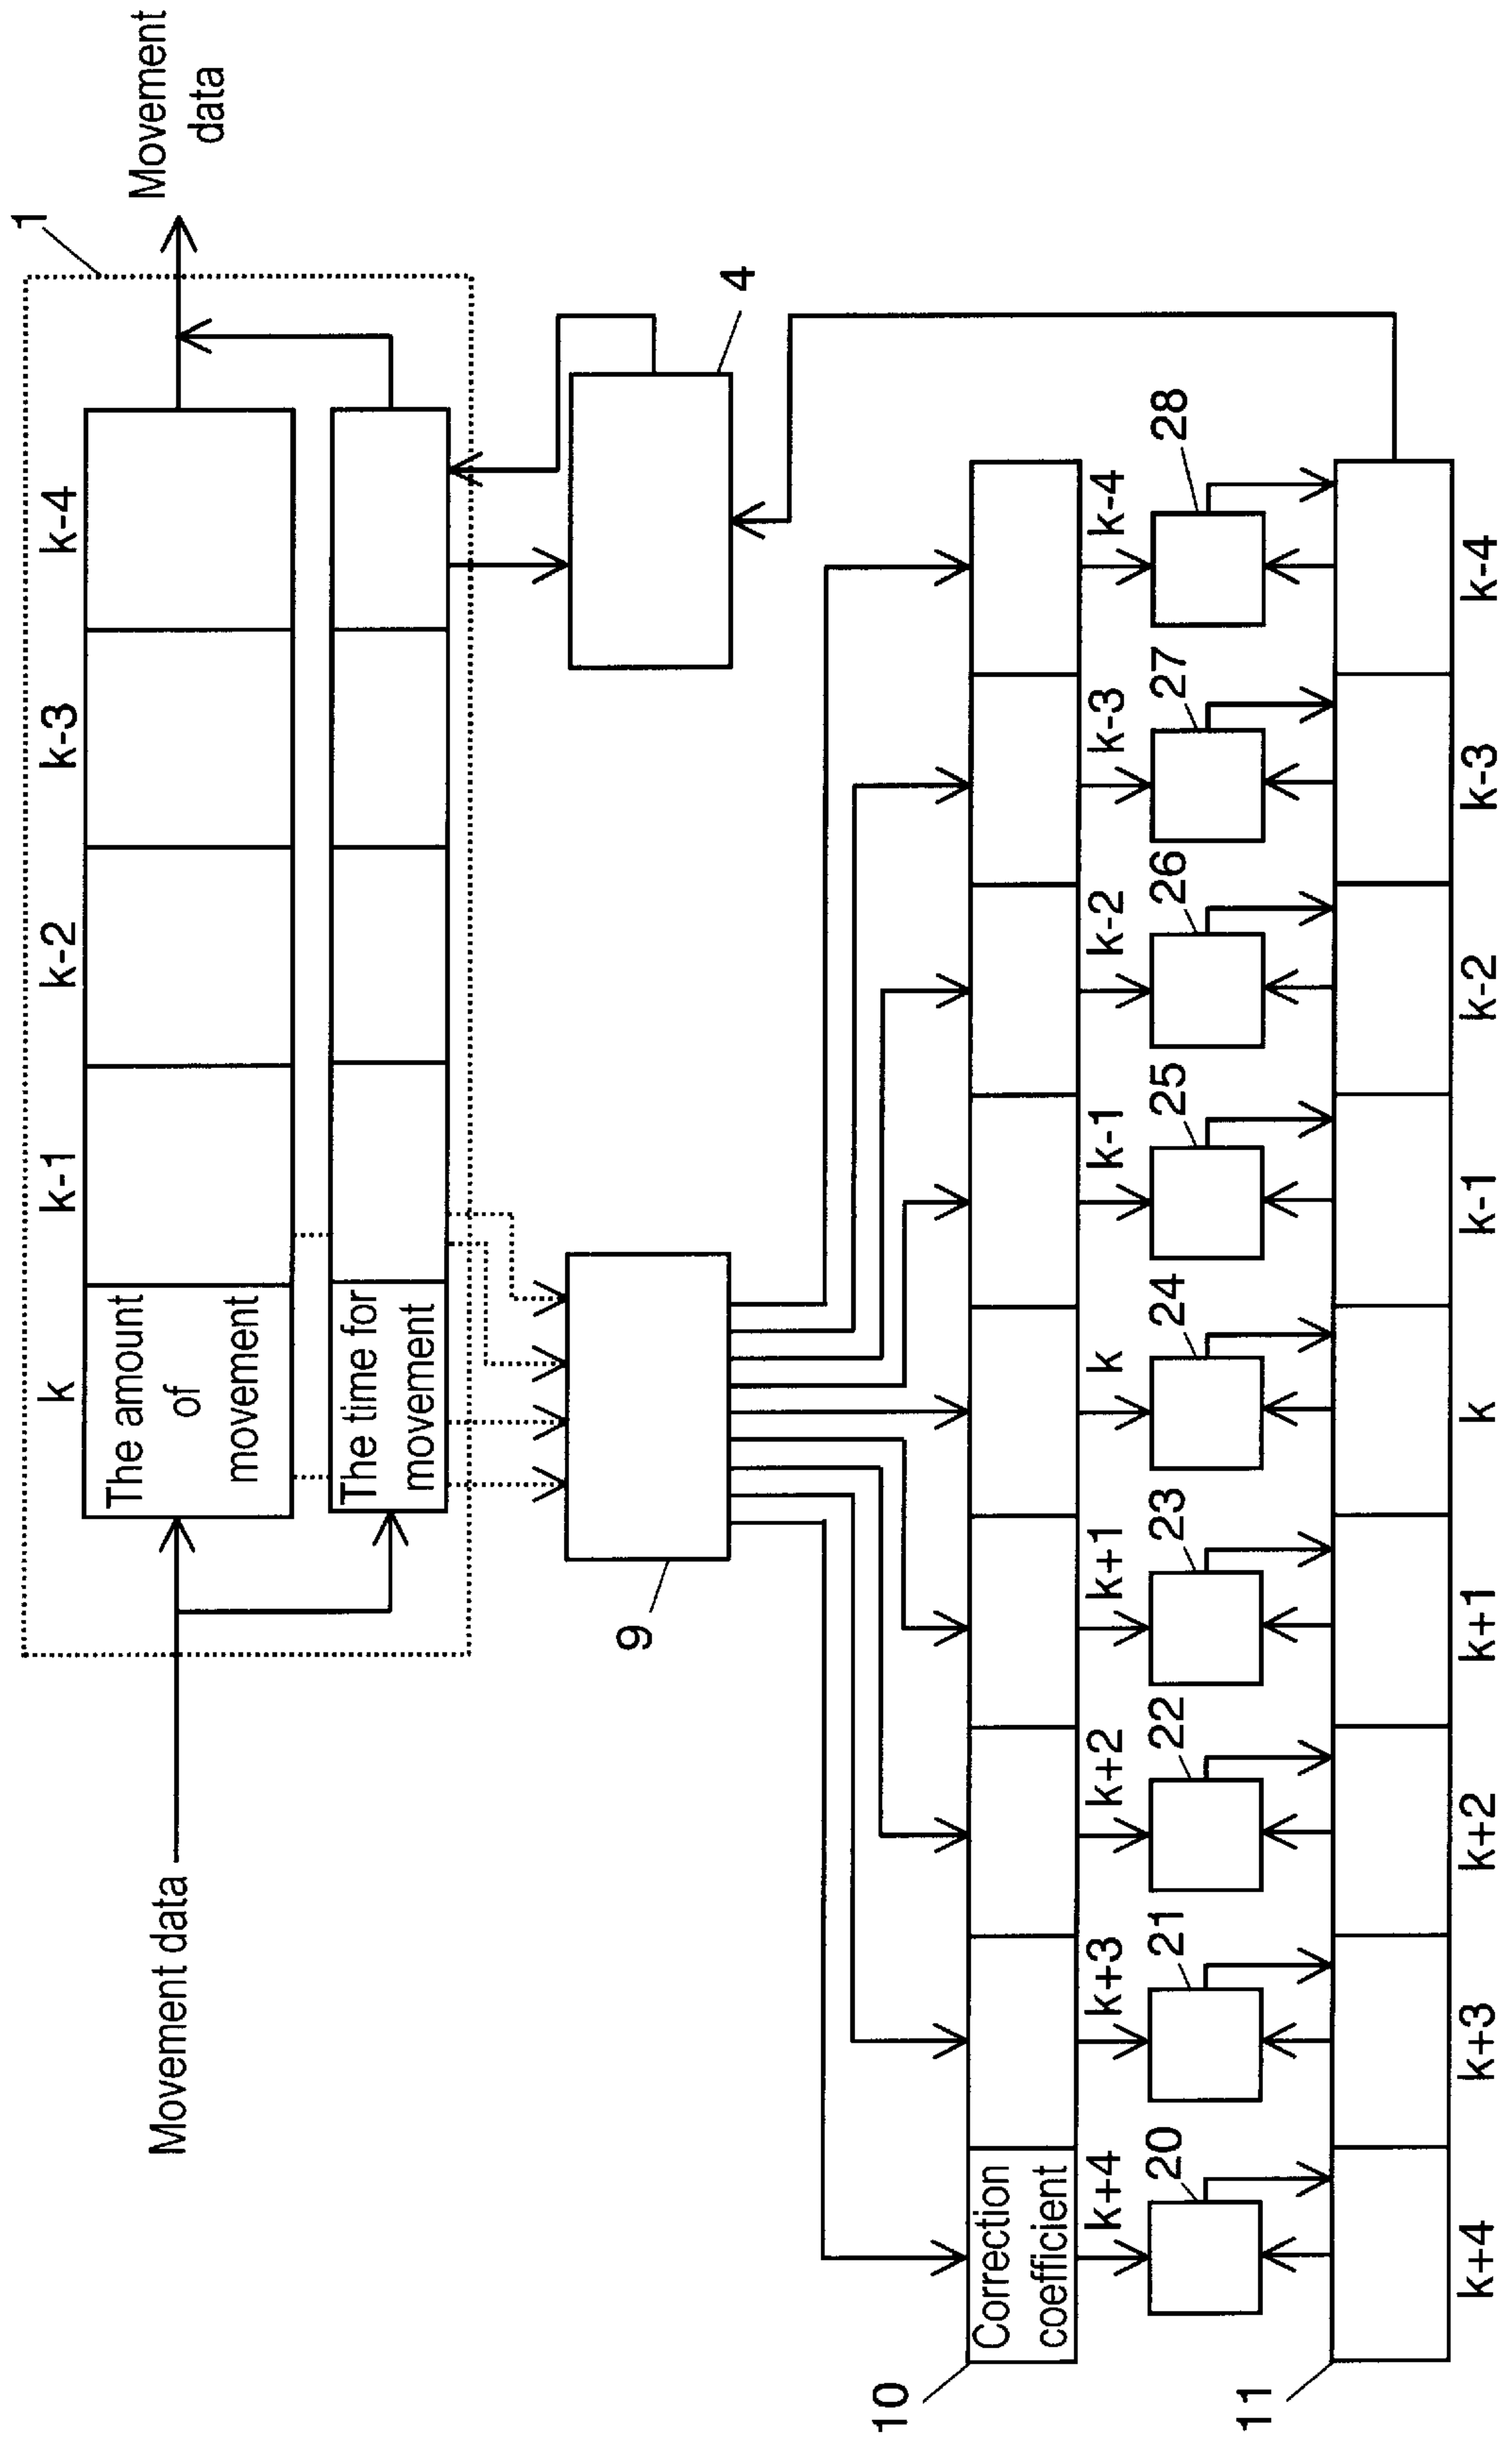 1
Movement
data
k
k-1
k-2
k-3
k-4
The amount
of
movement
The time for
movement
Movement data
4
9
10
Correction
coefficient
k+4
k+3
k+2
k+1
k
k-1
k-2
k-3
k-4
20
21
22
23
24
25
26
27
28
11
k+4
k+3
k+2
k+1
k
k-1
k-2
k-3
k-4